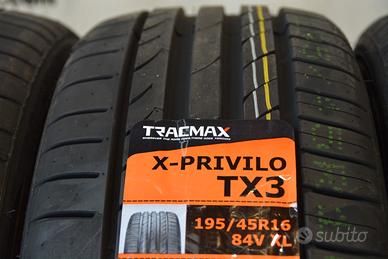 TRACMAX
X-PRIVILO
TX3
195/45R16
84V XL
subito